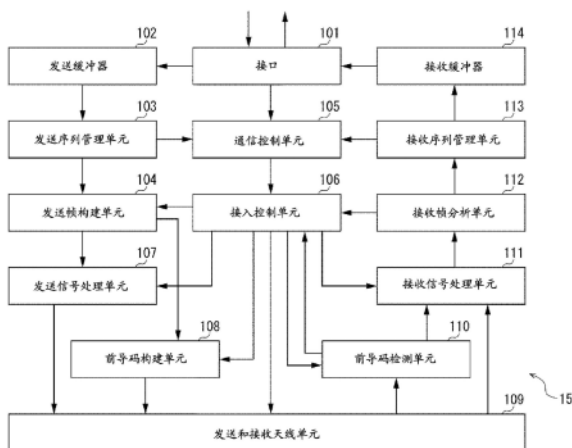 102
101
114
发送缓冲器
接口
接收缓冲器
103
105
113
发送序列管理单元
通信控制单元
接收序列管理单元
104
106
112
发送帧构建单元
接入控制单元
接收帧分析单元
107
111
发送信号处理单元
接收信号处理单元
108
110
前导码构建单元
前导码检测单元
15
109
发送和接收天线单元